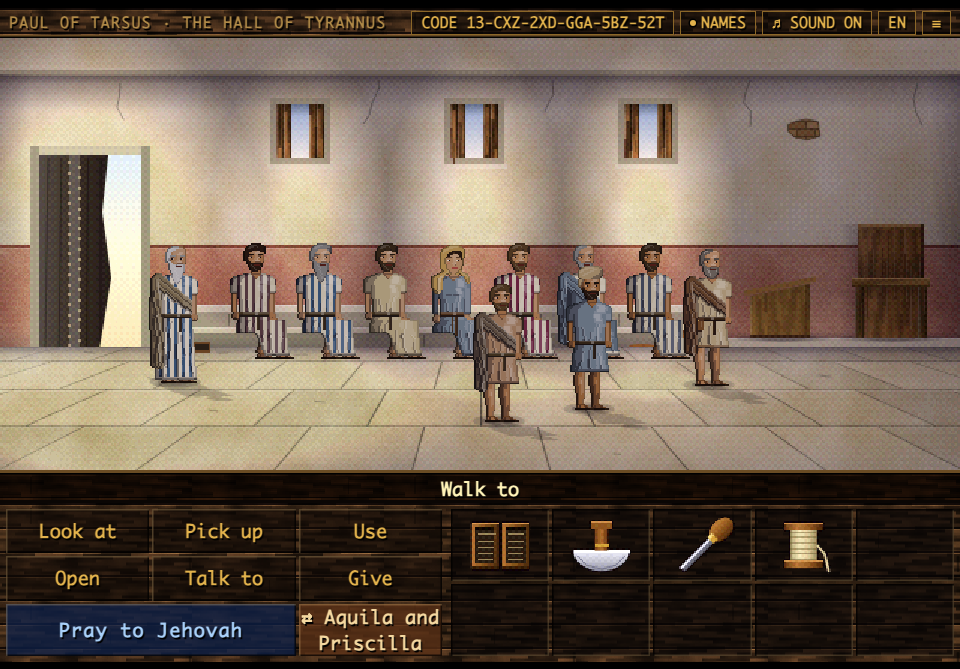 PAUL OF TARSUS · THE HALL OF TYRANNUS
CODE 13-CXZ-2XD-GGA-5BZ-52T
• NAMES
♬ SOUND ON
EN
≡
Walk to
Look at
Pick up
Use
Open
Talk to
Give
Pray to Jehovah
⇄ Aquila and
Priscilla